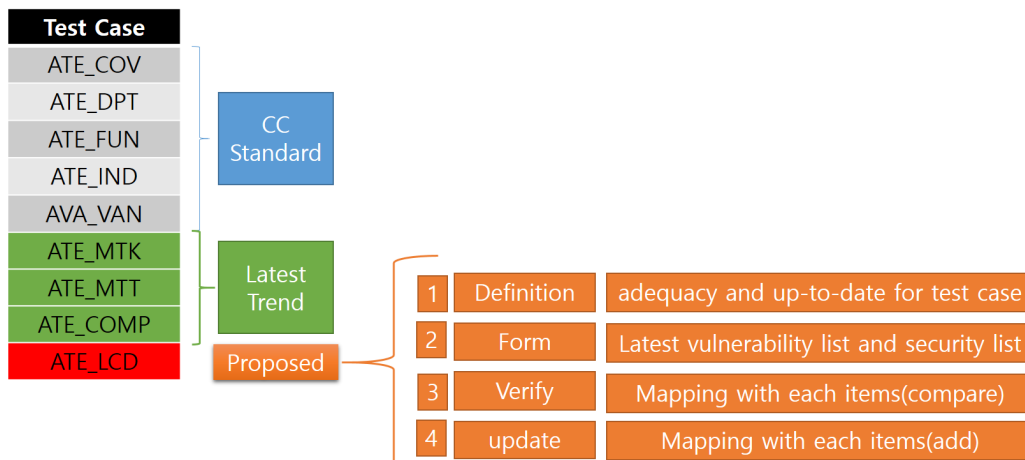 Test Case
ATE_COV
ATE_DPT
ATE_FUN
ATE_IND
AVA_VAN
ATE_MTK
ATE_MTT
ATE_COMP
ATE_LCD
CC
Standard
Latest
Trend
Proposed
1 Definition adequacy and up-to-date for test case
2 Form Latest vulnerability list and security list
3 Verify Mapping with each items(compare)
4 update Mapping with each items(add)